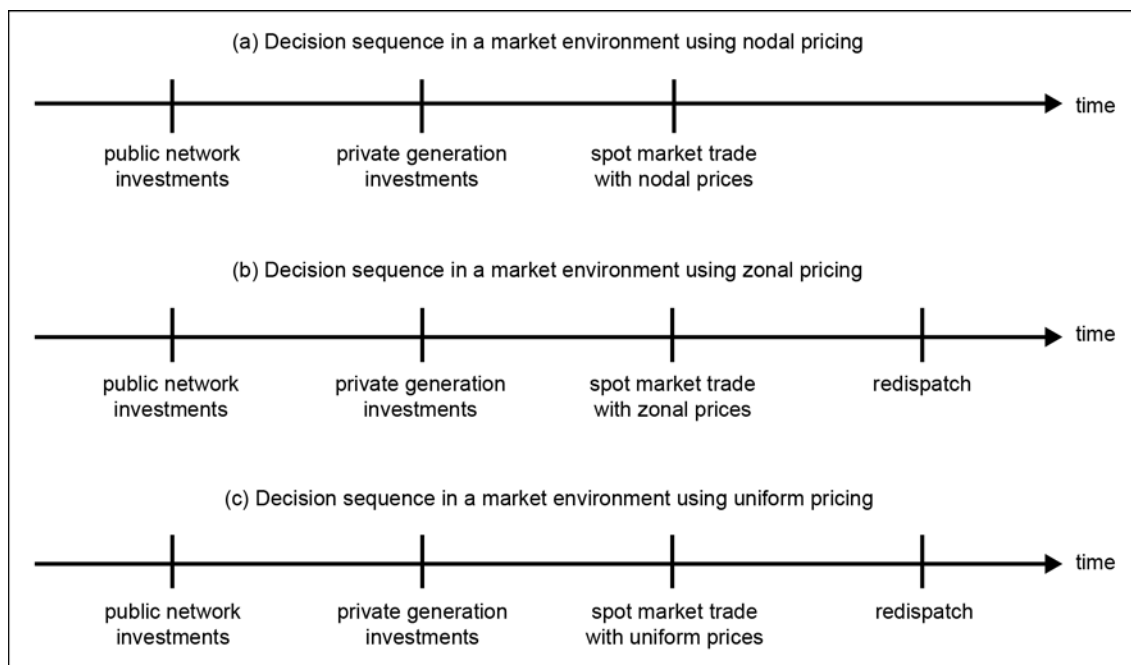 (a) Decision sequence in a market environment using nodal pricing
time
public network
investments
private generation
investments
spot market trade
with nodal prices
(b) Decision sequence in a market environment using zonal pricing
time
public network
investments
private generation
investments
spot market trade
with zonal prices
redispatch
(c) Decision sequence in a market environment using uniform pricing
time
public network
investments
private generation
investments
spot market trade
with uniform prices
redispatch